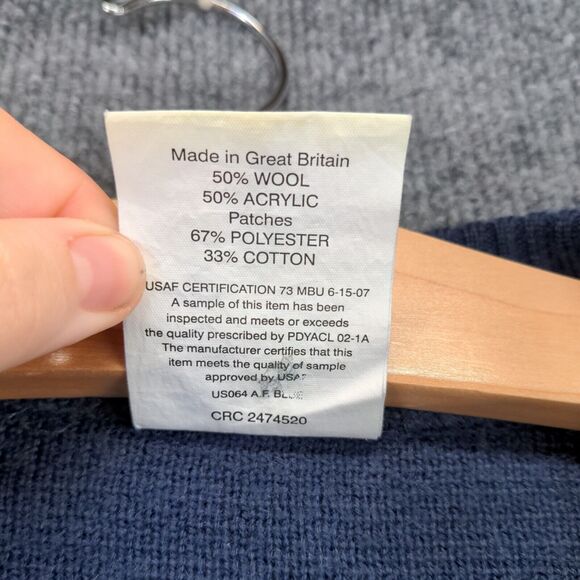 Made in Great Britain
50% WOOL
50% ACRYLIC
Patches
67% POLYESTER
33% COTTON
USAF CERTIFICATION 73 MBU 6-15-07
A sample of this item has been
inspected and meets or exceeds
the quality prescribed by PDYACL 02-1A
The manufacturer certifies that this
item meets the quality of sample
approved by USAF
US064 A.F. BLUE
CRC 2474520